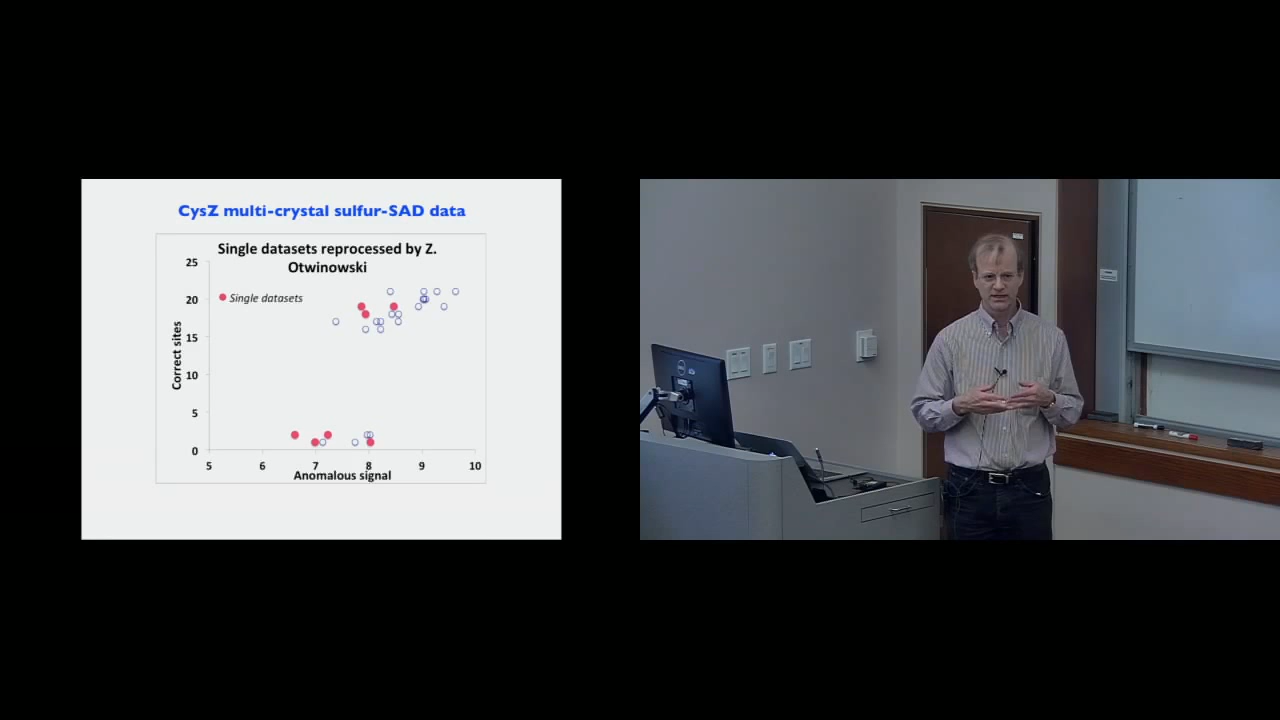 CysZ multi-crystal sulfur-SAD data
Single datasets reprocessed by Z.
Otwinowski
Single datasets
Correct sites
25
20
15
10
5
0
5 6 7 8 9 10
Anomalous signal
DELL